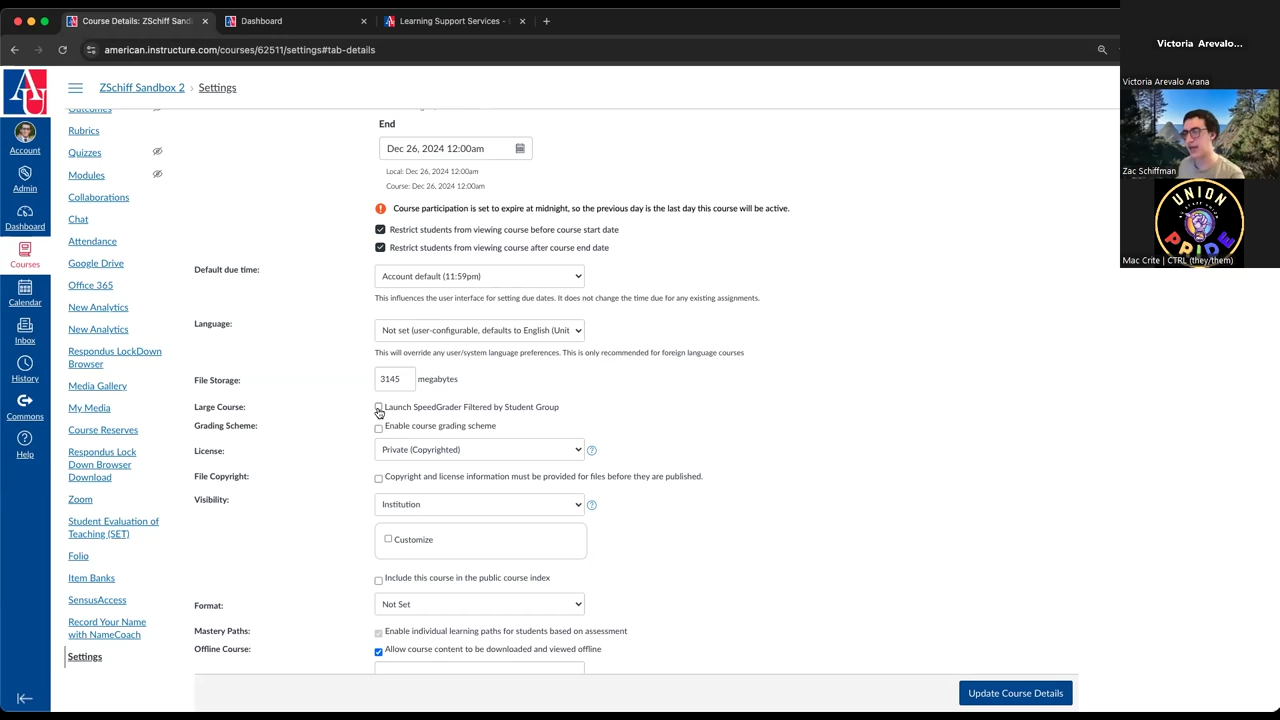 Course Details: ZSchiff Sandb
Dashboard
Learning Support Services -
american.instructure.com/courses/62511/settings#tab-details
Victoria Arevalo...
Victoria Arevalo Arana
Zac Schiffman
UNION
STAFF FORCE
PRIDE
Mac Crite | CTRL (they/them)
AU
Account
Admin
Dashboard
Courses
Calendar
Inbox
History
Commons
Help
ZSchiff Sandbox 2 › Settings
Outcomes
Rubrics
Quizzes
Modules
Collaborations
Chat
Attendance
Google Drive
Office 365
New Analytics
New Analytics
Respondus LockDown
Browser
Media Gallery
My Media
Course Reserves
Respondus Lock
Down Browser
Download
Zoom
Student Evaluation of
Teaching (SET)
Folio
Item Banks
SensusAccess
Record Your Name
with NameCoach
Settings
End
Dec 26, 2024 12:00am
Local: Dec 26, 2024 12:00am
Course: Dec 26, 2024 12:00am
Course participation is set to expire at midnight, so the previous day is the last day this course will be active.
Restrict students from viewing course before course start date
Restrict students from viewing course after course end date
Default due time:
Account default (11:59pm)
This influences the user interface for setting due dates. It does not change the time due for any existing assignments.
Language:
Not set (user-configurable, defaults to English (Unit
This will override any user/system language preferences. This is only recommended for foreign language courses
File Storage:
3145 megabytes
Large Course:
Launch SpeedGrader Filtered by Student Group
Grading Scheme:
Enable course grading scheme
License:
Private (Copyrighted)
File Copyright:
Copyright and license information must be provided for files before they are published.
Visibility:
Institution
Customize
Include this course in the public course index
Format:
Not Set
Mastery Paths:
Enable individual learning paths for students based on assessment
Offline Course:
Allow course content to be downloaded and viewed offline
Update Course Details